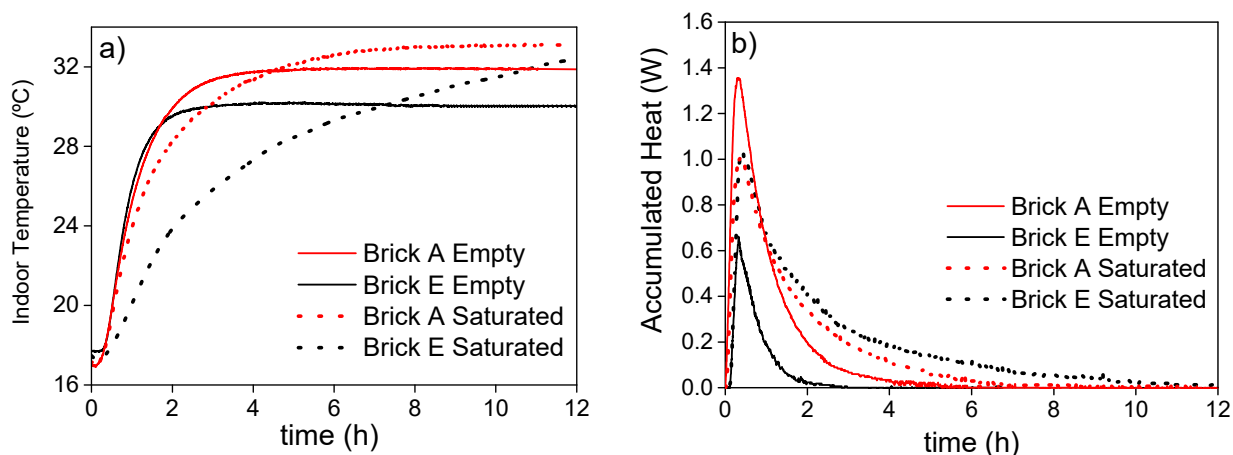 a)
Indoor Temperature (ºC)
32
28
24
20
16
0
2
4
6
8
10
12
time (h)
Brick A Empty
Brick E Empty
Brick A Saturated
Brick E Saturated
b)
Accumulated Heat (W)
1.6
1.4
1.2
1.0
0.8
0.6
0.4
0.2
0.0
0
2
4
6
8
10
12
time (h)
Brick A Empty
Brick E Empty
Brick A Saturated
Brick E Saturated